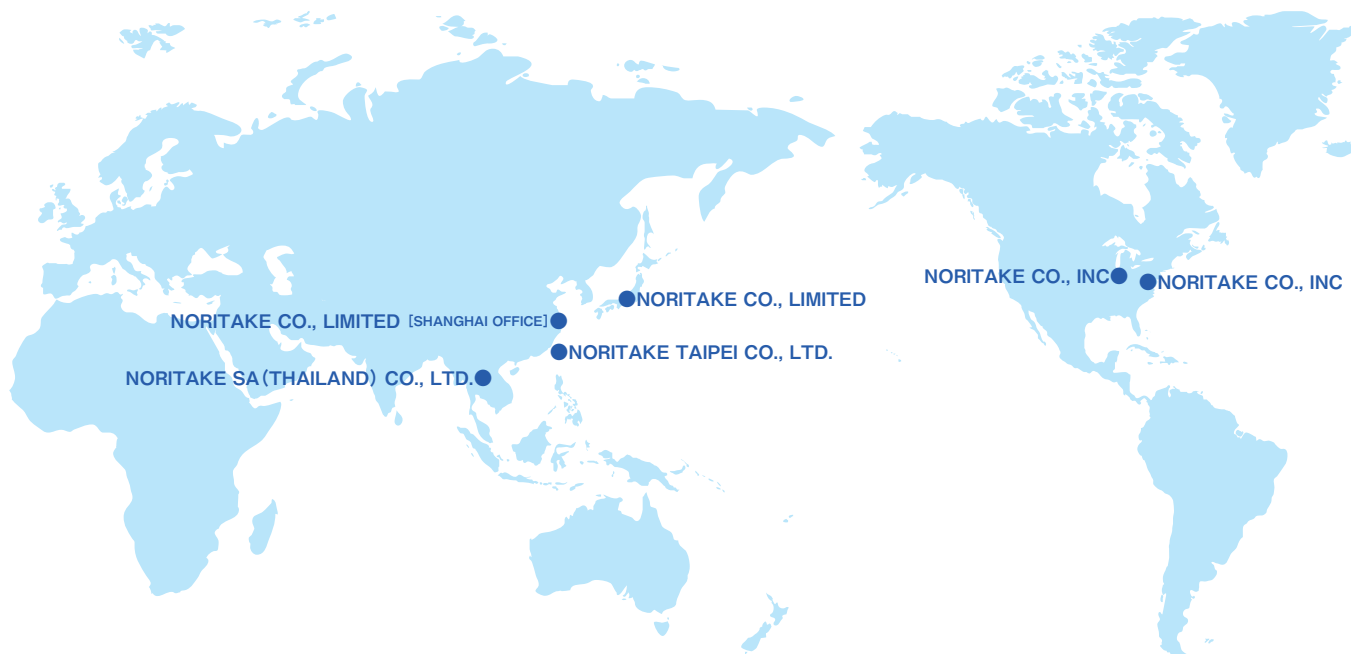 NORITAKE CO., INC
NORITAKE CO., INC
NORITAKE CO., LIMITED
NORITAKE CO., LIMITED [SHANGHAI OFFICE]
NORITAKE TAIPEI CO., LTD.
NORITAKE SA(THAILAND) CO., LTD.